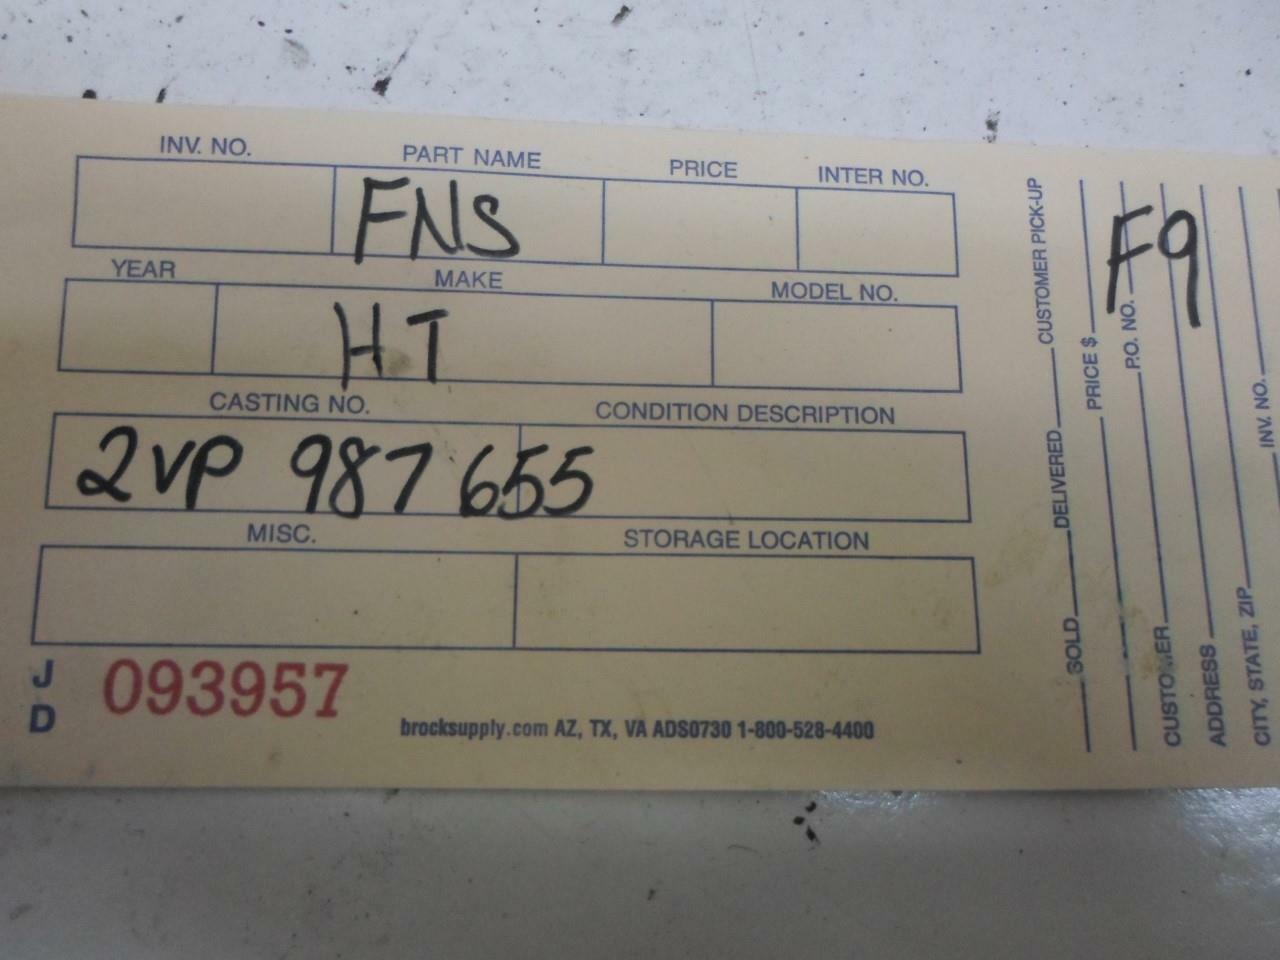 INV. NO. PART NAME PRICE INTER NO.
FNS
YEAR MAKE MODEL NO.
HT
CASTING NO. CONDITION DESCRIPTION
2VP 987 655
MISC. STORAGE LOCATION
J D 093957
brocksupply.com AZ, TX, VA ADS0730 1-800-528-4400
SOLD DELIVERED CUSTOMER PICK-UP
PRICE $
P.O. NO.
F9
CUSTOMER
ADDRESS
CITY, STATE, ZIP
INV. NO.